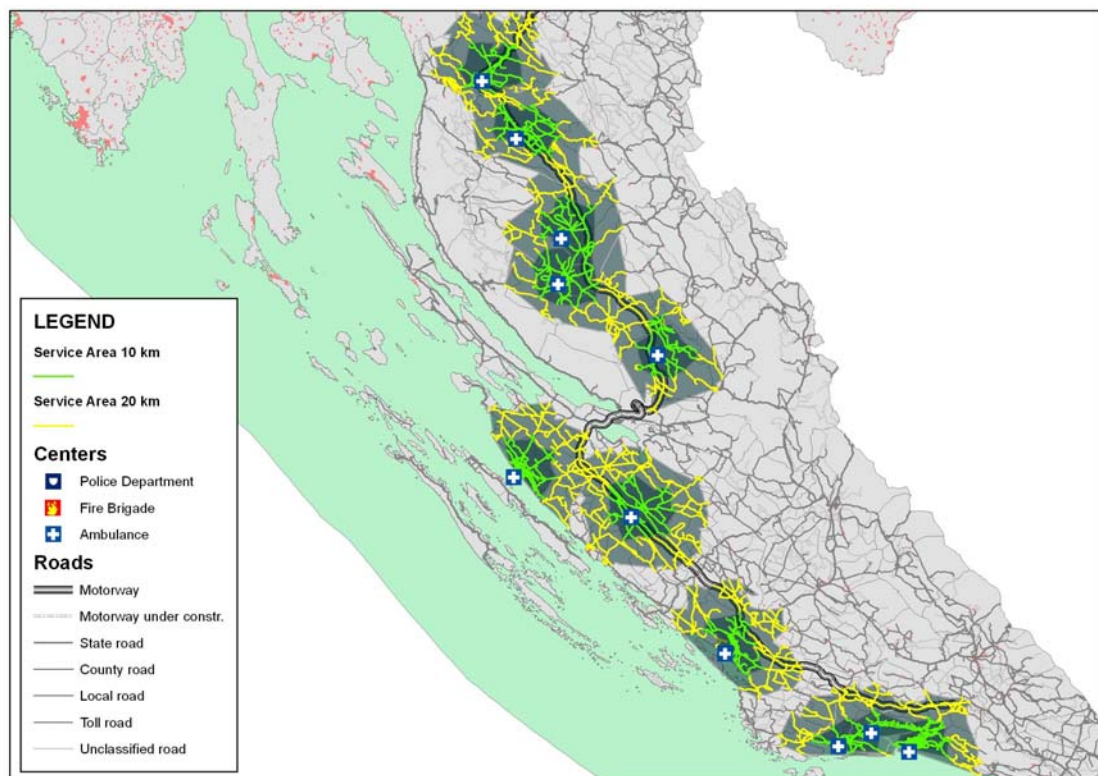 LEGEND
Service Area 10 km
Service Area 20 km
Centers
Police Department
Fire Brigade
Ambulance
Roads
Motorway
Motorway under constr.
State road
County road
Local road
Toll road
Unclassified road